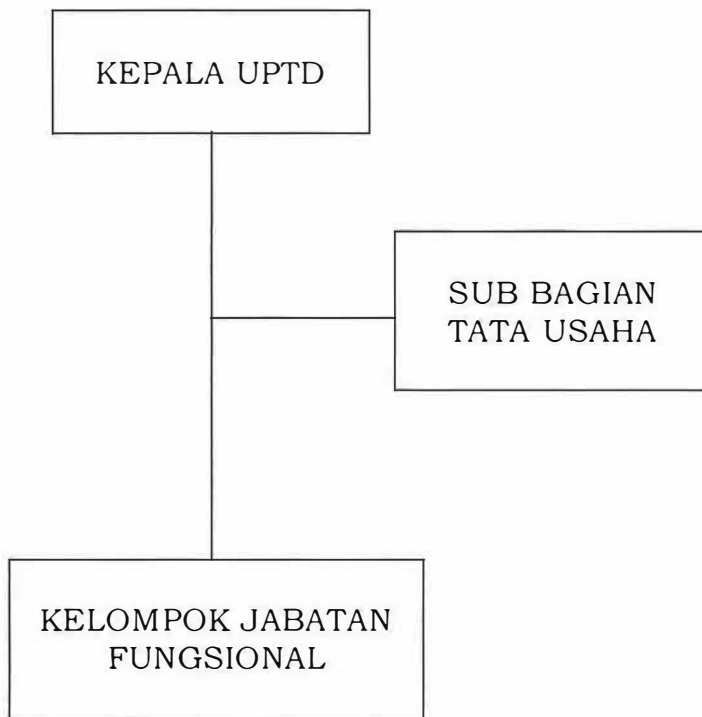 KEPALA UPTD
SUB BAGIAN
TATA USAHA
KELOMPOK JABATAN
FUNGSIONAL